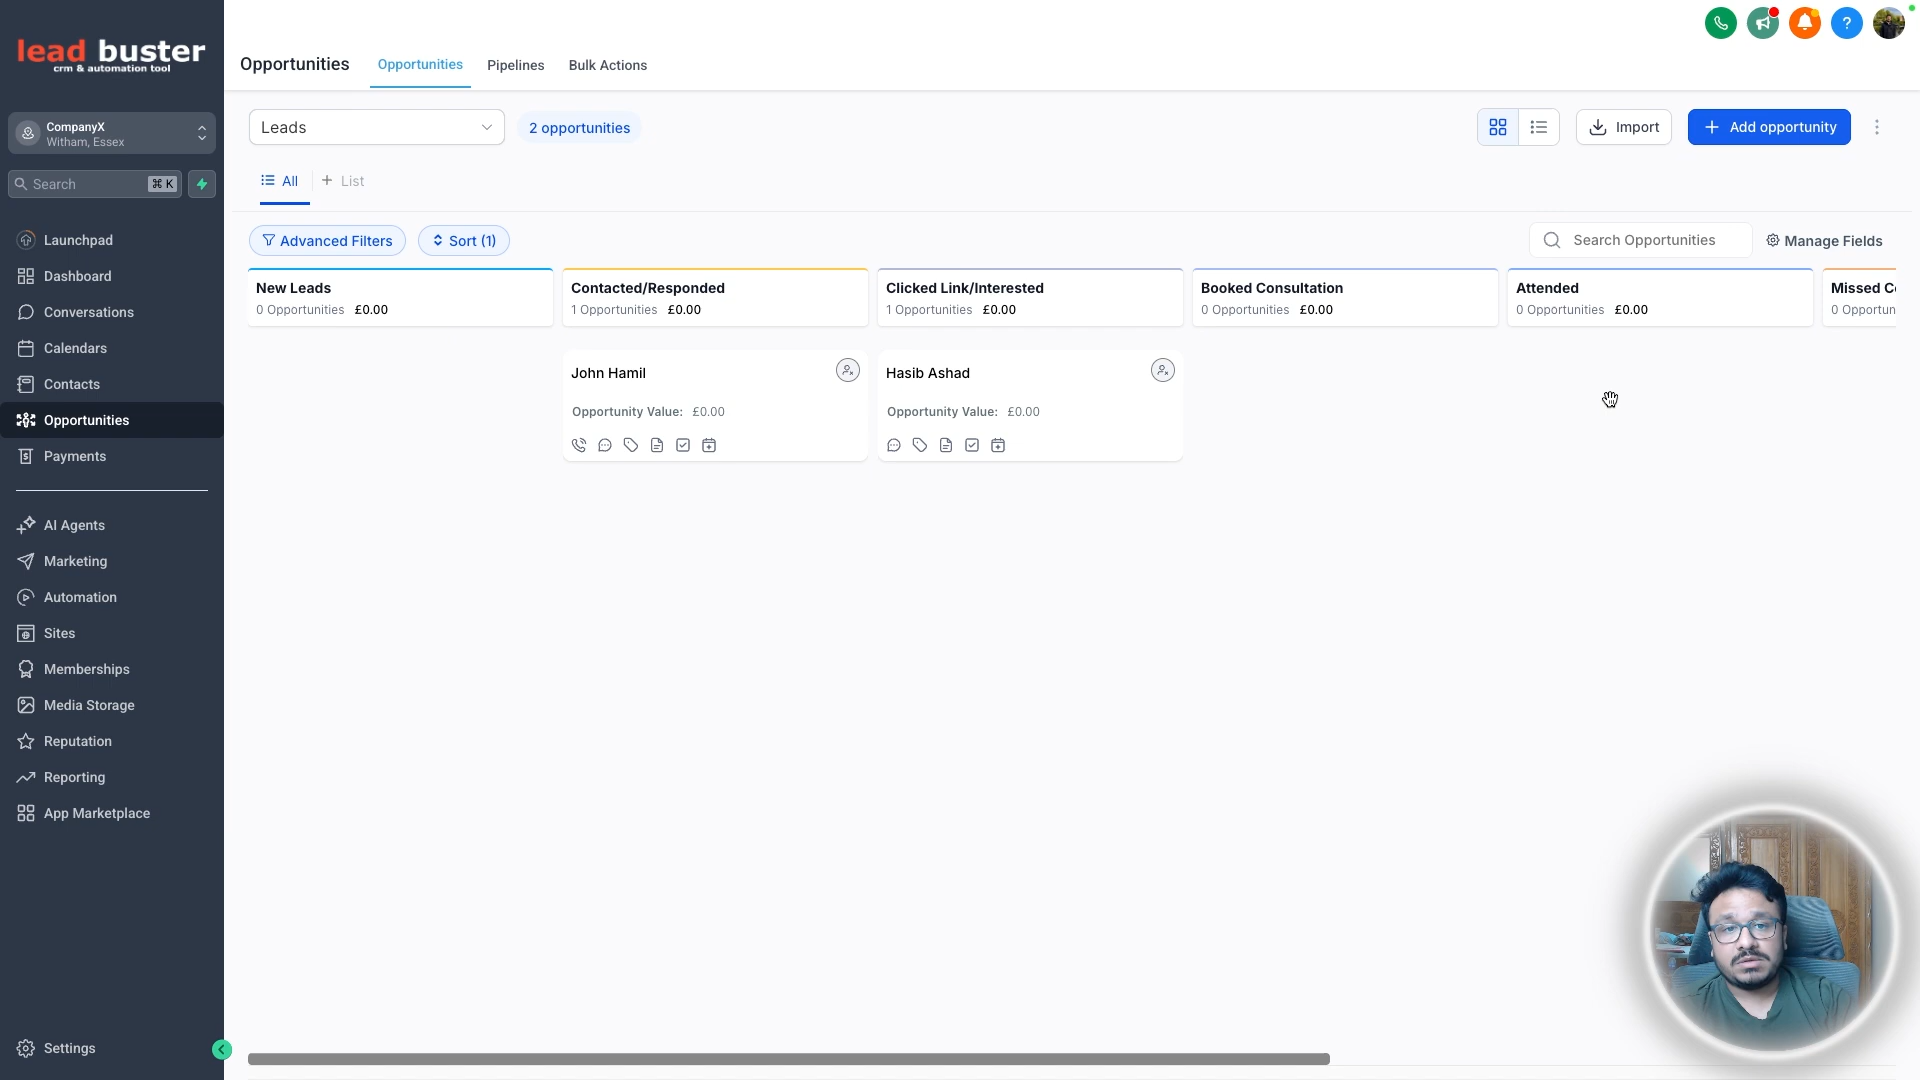 lead buster
crm & automation tool
CompanyX
Witham, Essex
Search
⌘ K
Launchpad
Dashboard
Conversations
Calendars
Contacts
Opportunities
Payments
AI Agents
Marketing
Automation
Sites
Memberships
Media Storage
Reputation
Reporting
App Marketplace
Settings
Opportunities
Opportunities
Pipelines
Bulk Actions
?
Leads
2 opportunities
Import
+ Add opportunity
All
+ List
Advanced Filters
Sort (1)
Search Opportunities
Manage Fields
New Leads
0 Opportunities £0.00
Contacted/Responded
1 Opportunities £0.00
Clicked Link/Interested
1 Opportunities £0.00
Booked Consultation
0 Opportunities £0.00
Attended
0 Opportunities £0.00
Missed C
0 Opportun
John Hamil
Opportunity Value: £0.00
Hasib Ashad
Opportunity Value: £0.00